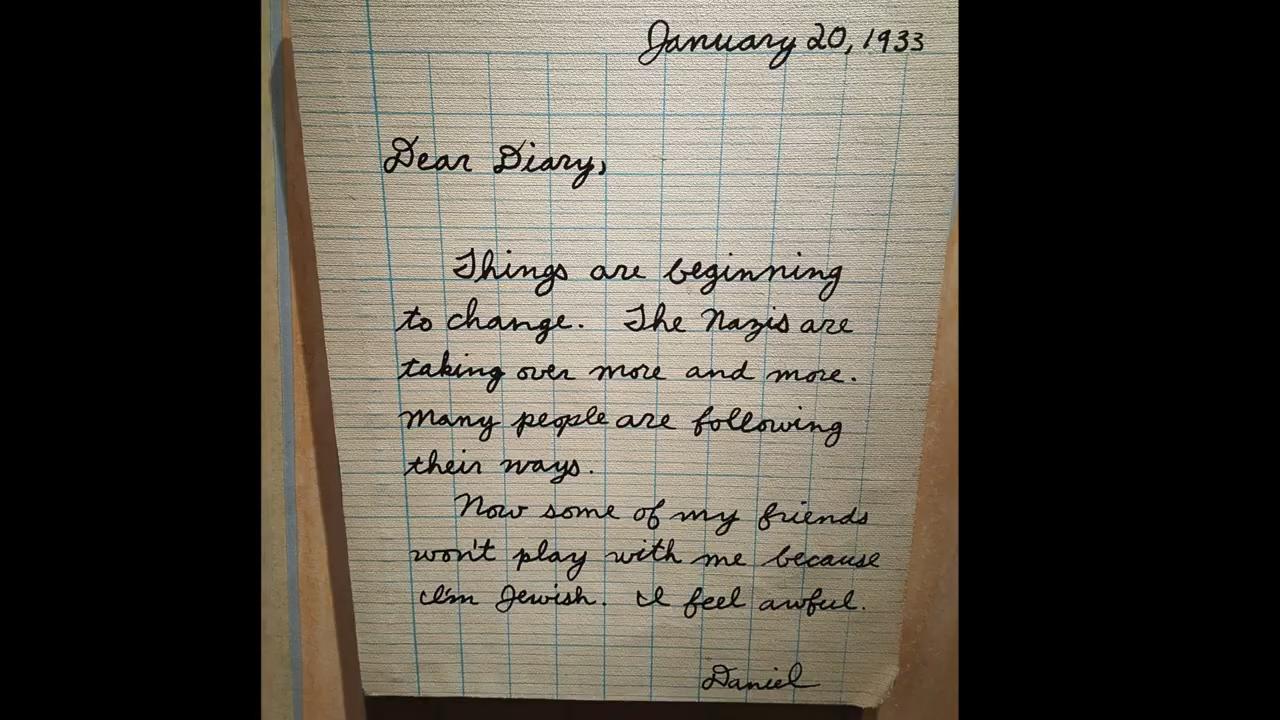 January 20, 1933
Dear Diary,
Things are beginning
to change. The Nazis are
taking over more and more.
Many people are following
their ways.
Now some of my friends
won't play with me because
I'm Jewish. I feel awful.
Daniel